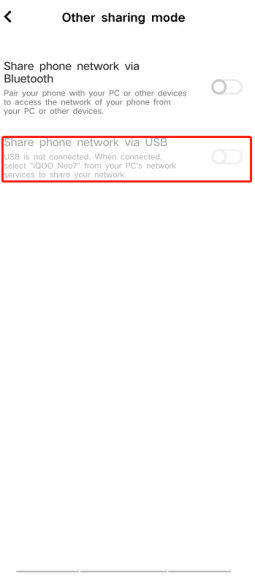 Other sharing mode
Share phone network via
Bluetooth
Pair your phone with your PC or other devices
to access the network of your phone from
your PC or other devices.
Share phone network via USB
USB is not connected. When connected,
select "iQOO Neo7" from your PC's network
services to share your network.